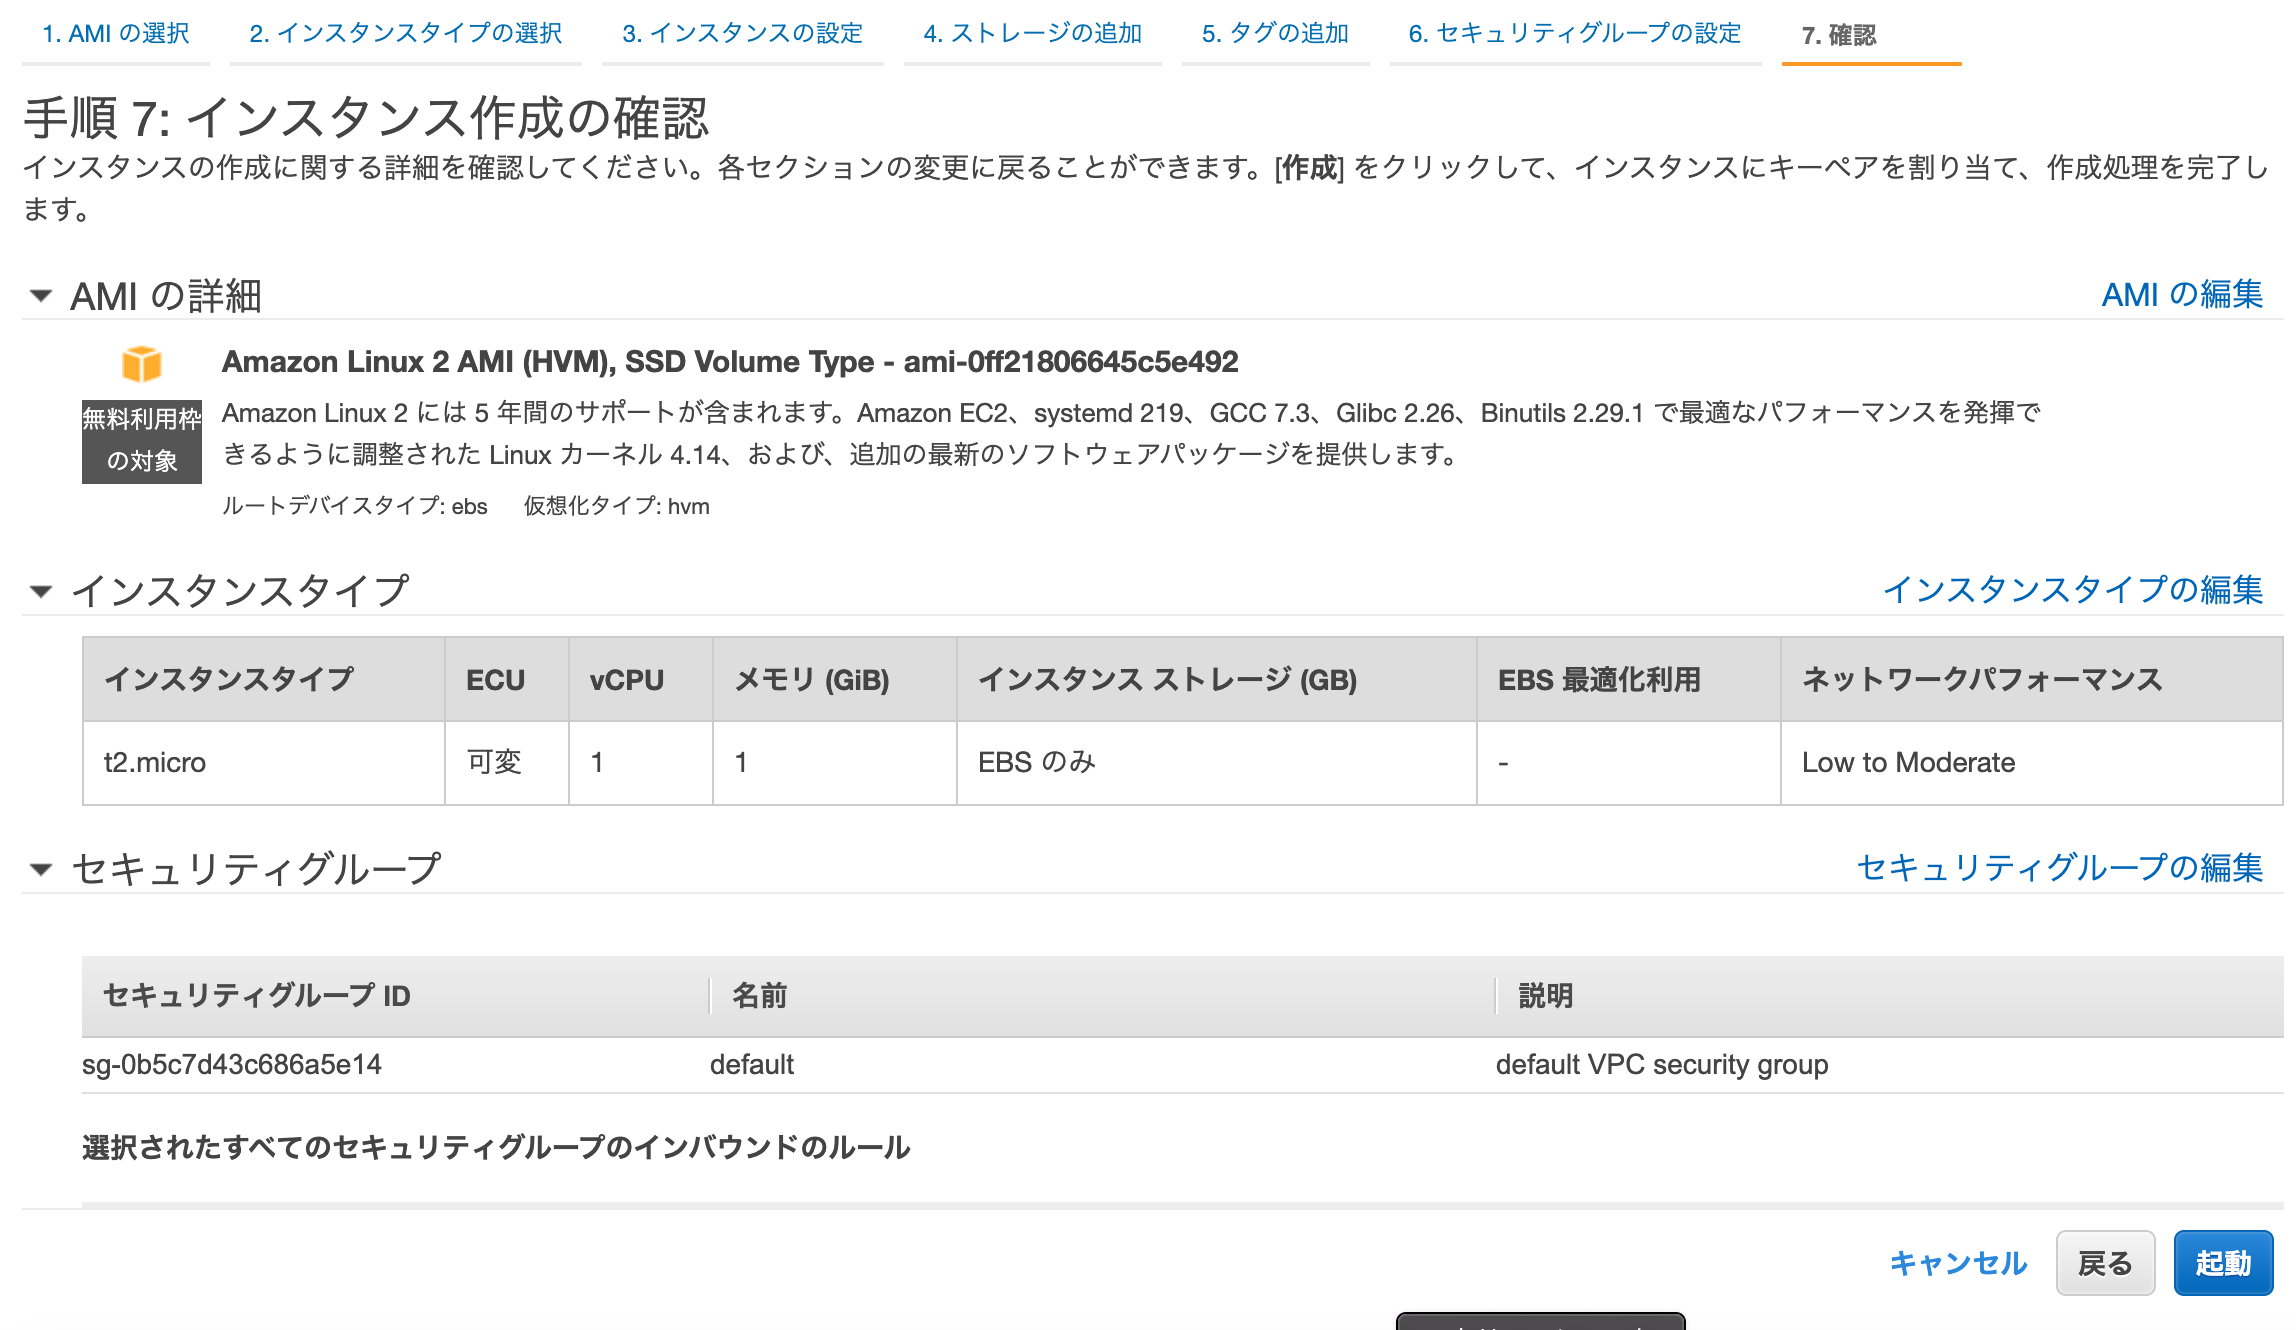 1. AMI の選択 2. インスタンスタイプの選択 3. インスタンスの設定 4. ストレージの追加 5. タグの追加 6. セキュリティグループの設定 7. 確認
手順 7: インスタンス作成の確認
インスタンスの作成に関する詳細を確認してください。各セクションの変更に戻ることができます。[作成] をクリックして、インスタンスにキーペアを割り当て、作成処理を完了し
ます。
AMI の詳細 AMI の編集
Amazon Linux 2 AMI (HVM), SSD Volume Type - ami-0ff21806645c5e492
無料利用枠
の対象
Amazon Linux 2 には 5 年間のサポートが含まれます。Amazon EC2、systemd 219、GCC 7.3、Glibc 2.26、Binutils 2.29.1 で最適なパフォーマンスを発揮で
きるように調整された Linux カーネル 4.14、および、追加の最新のソフトウェアパッケージを提供します。
ルートデバイスタイプ: ebs 仮想化タイプ: hvm
インスタンスタイプ インスタンスタイプの編集
インスタンスタイプ ECU vCPU メモリ (GiB) インスタンス ストレージ (GB) EBS 最適化利用 ネットワークパフォーマンス
t2.micro 可変 1 1 EBS のみ - Low to Moderate
セキュリティグループ セキュリティグループの編集
セキュリティグループ ID 名前 説明
sg-0b5c7d43c686a5e14 default default VPC security group
選択されたすべてのセキュリティグループのインバウンドのルール
キャンセル 戻る 起動